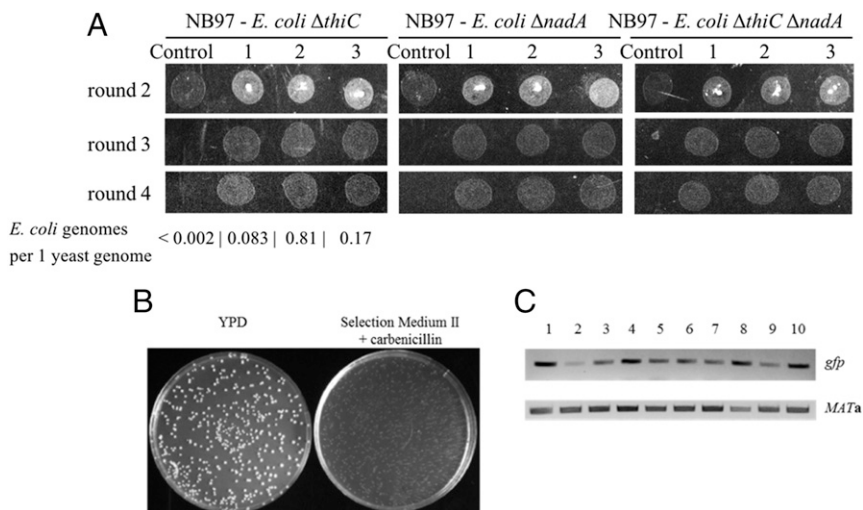 A
NB97 - E. coli ΔthiC
NB97 - E. coli ΔnadA
NB97 - E. coli ΔthiC ΔnadA
Control 1 2 3
Control 1 2 3
Control 1 2 3
round 2
round 3
round 4
E. coli genomes
per 1 yeast genome
< 0.002 | 0.083 | 0.81 | 0.17
B
YPD
Selection Medium II
+ carbenicillin
C
1 2 3 4 5 6 7 8 9 10
gfp
MATa